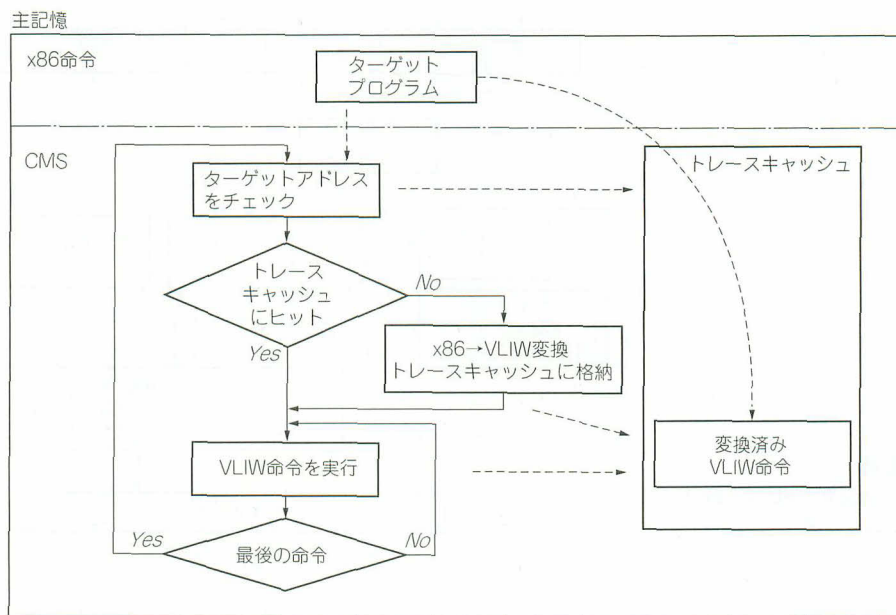 主記憶
x86命令
ターゲット
プログラム
CMS
ターゲットアドレス
をチェック
トレースキャッシュ
トレース
キャッシュ
にヒット
No
Yes
x86→VLIW変換
トレースキャッシュに格納
変換済み
VLIW命令
VLIW命令を実行
Yes
最後の命令
No